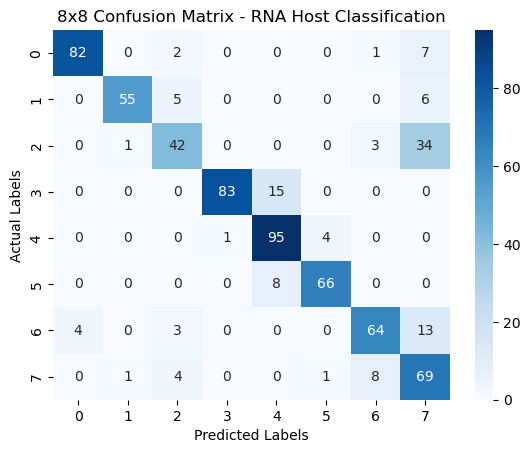 8x8 Confusion Matrix - RNA Host Classification
0 82 0 2 0 0 0 1 7
1 0 55 5 0 0 0 0 6
2 0 1 42 0 0 0 3 34
3 0 0 0 83 15 0 0 0
4 0 0 0 1 95 4 0 0
5 0 0 0 0 8 66 0 0
6 4 0 3 0 0 0 64 13
7 0 1 4 0 0 1 8 69
0 1 2 3 4 5 6 7
Predicted Labels
Actual Labels
80
60
40
20
0